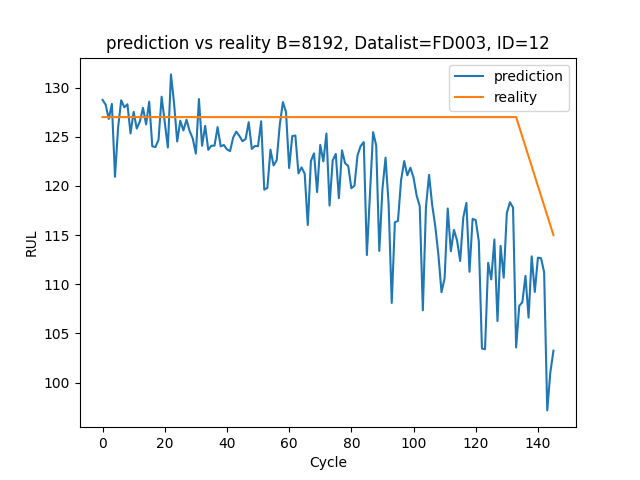 prediction vs reality B=8192, Datalist=FD003, ID=12
prediction
reality
RUL
130
125
120
115
110
105
100
0 20 40 60 80 100 120 140
Cycle